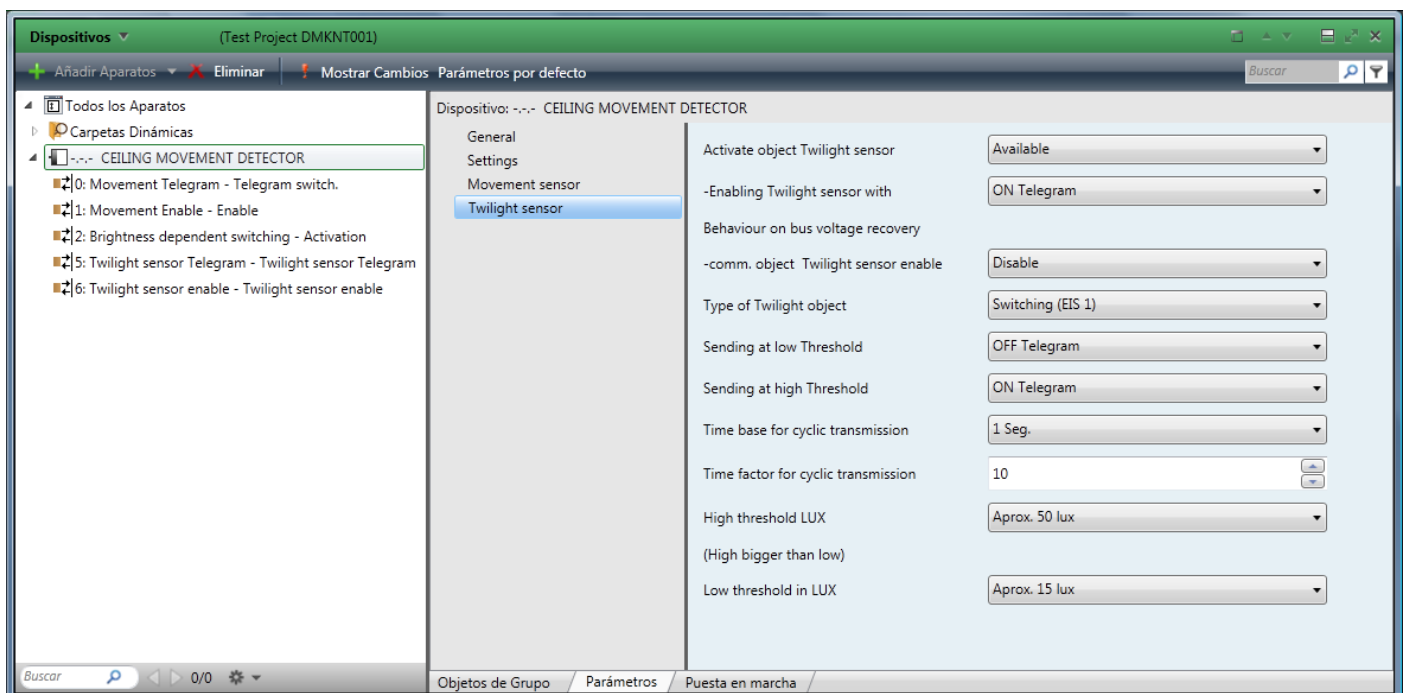 Dispositivos (Test Project DMKNT001)
Añadir Aparatos Eliminar Mostrar Cambios Parámetros por defecto Buscar
Todos los Aparatos
Carpetas Dinámicas
-.-.- CEILING MOVEMENT DETECTOR
0: Movement Telegram - Telegram switch.
1: Movement Enable - Enable
2: Brightness dependent switching - Activation
5: Twilight sensor Telegram - Twilight sensor Telegram
6: Twilight sensor enable - Twilight sensor enable
Buscar 0/0
Dispositivo: -.-.- CEILING MOVEMENT DETECTOR
General
Settings
Movement sensor
Twilight sensor
Activate object Twilight sensor Available
-Enabling Twilight sensor with ON Telegram
Behaviour on bus voltage recovery
-comm. object Twilight sensor enable Disable
Type of Twilight object Switching (EIS 1)
Sending at low Threshold OFF Telegram
Sending at high Threshold ON Telegram
Time base for cyclic transmission 1 Seg.
Time factor for cyclic transmission 10
High threshold LUX Aprox. 50 lux
(High bigger than low)
Low threshold in LUX Aprox. 15 lux
Objetos de Grupo Parámetros Puesta en marcha